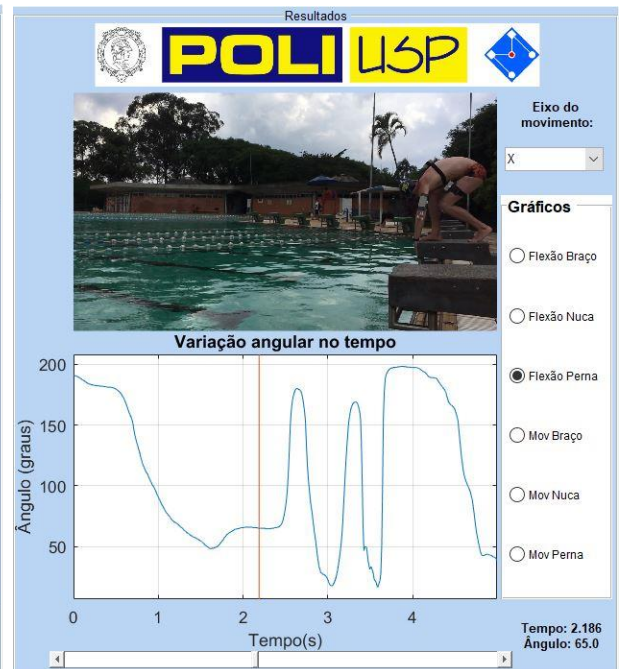 Resultados
POLI USP
Eixo do
movimento:
X
Gráficos
Flexão Braço
Flexão Nuca
Flexão Perna
Mov Braço
Mov Nuca
Mov Perna
Variação angular no tempo
Ângulo (graus)
200
150
100
50
0 1 2 3 4
Tempo(s)
Tempo: 2.186
Ângulo: 65.0